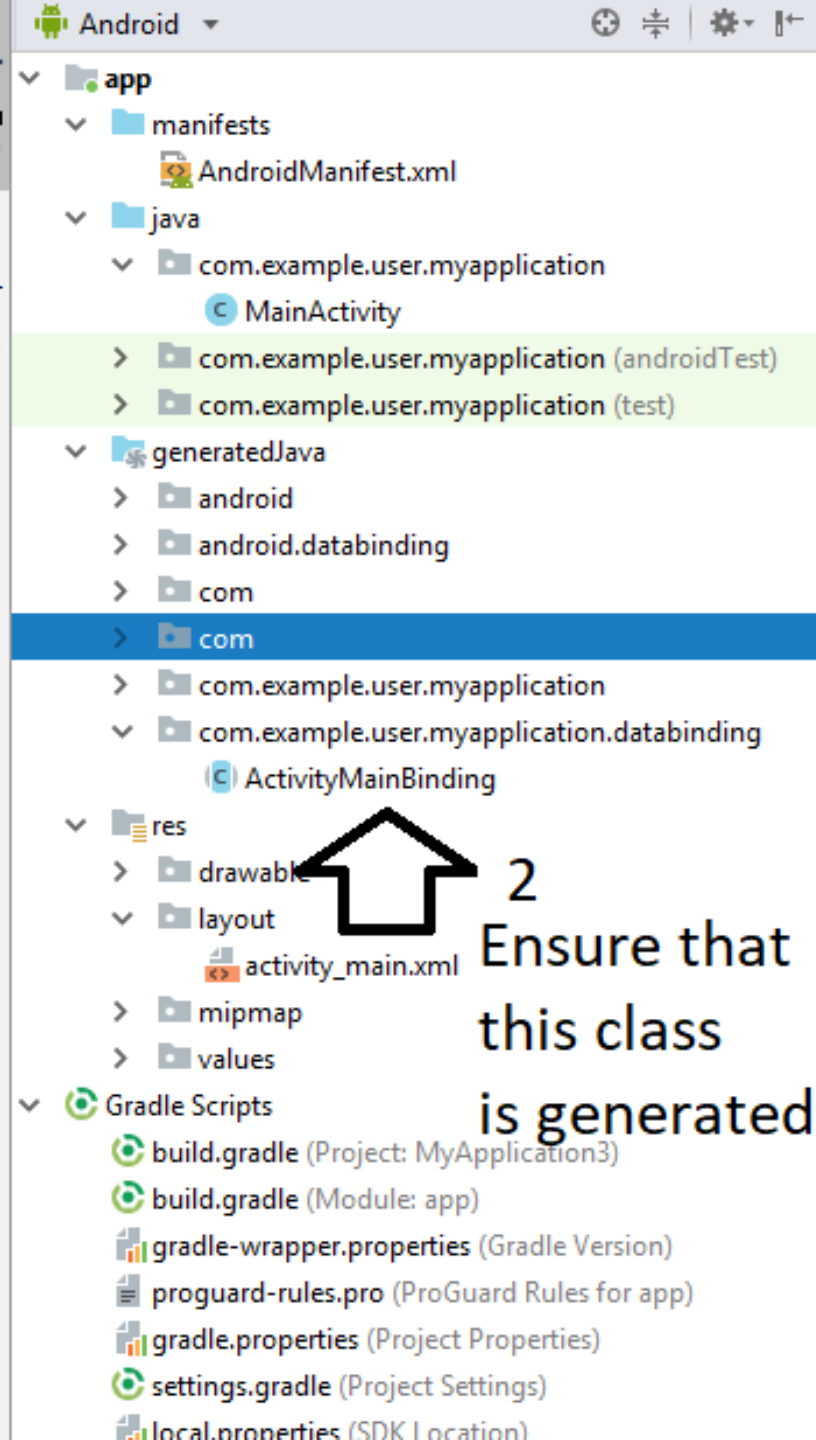 Android
app
manifests
AndroidManifest.xml
java
com.example.user.myapplication
MainActivity
com.example.user.myapplication (androidTest)
com.example.user.myapplication (test)
generatedJava
android
android.databinding
com
com
com.example.user.myapplication
com.example.user.myapplication.databinding
ActivityMainBinding
res
drawable
layout
activity_main.xml
mipmap
values
2
Ensure that
this class
is generated
Gradle Scripts
build.gradle (Project: MyApplication3)
build.gradle (Module: app)
gradle-wrapper.properties (Gradle Version)
proguard-rules.pro (ProGuard Rules for app)
gradle.properties (Project Properties)
settings.gradle (Project Settings)
local.properties (SDK Location)